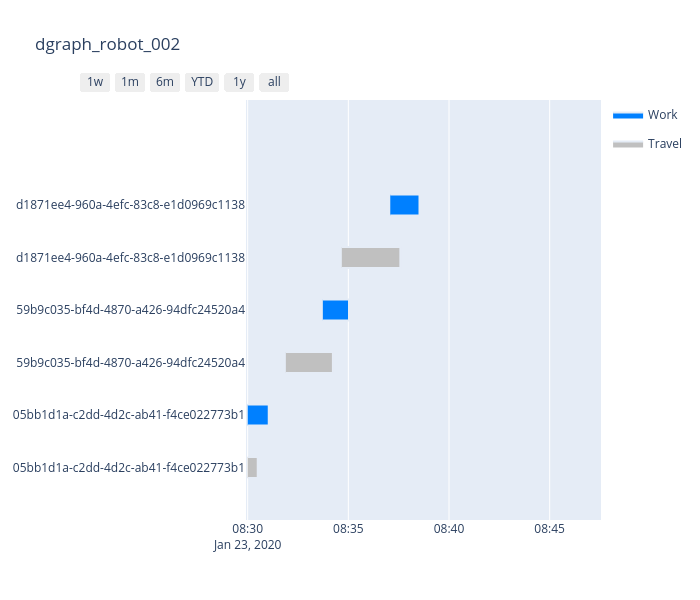 dgraph_robot_002
1w 1m 6m YTD 1y all
Work
Travel
d1871ee4-960a-4efc-83c8-e1d0969c1138
d1871ee4-960a-4efc-83c8-e1d0969c1138
59b9c035-bf4d-4870-a426-94dfc24520a4
59b9c035-bf4d-4870-a426-94dfc24520a4
05bb1d1a-c2dd-4d2c-ab41-f4ce022773b1
05bb1d1a-c2dd-4d2c-ab41-f4ce022773b1
08:30 08:35 08:40 08:45
Jan 23, 2020